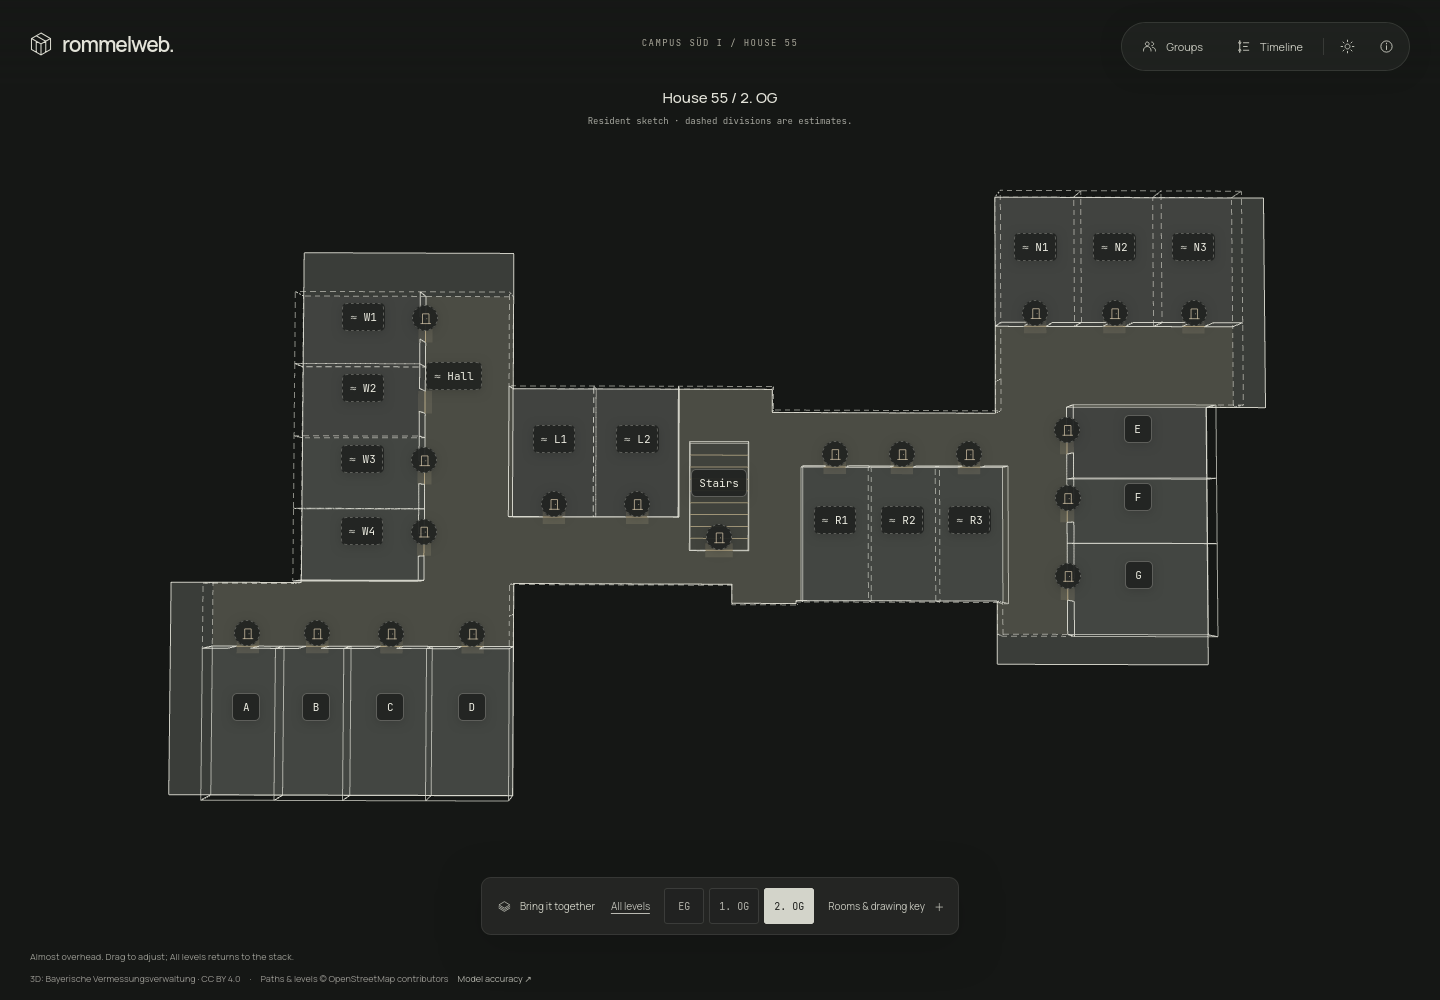 rommelweb.
CAMPUS SÜD I / HOUSE 55
Groups
Timeline
House 55 / 2. OG
Resident sketch · dashed divisions are estimates.
≈ N1
≈ N2
≈ N3
≈ W1
≈ Hall
≈ W2
≈ W3
≈ W4
≈ L1
≈ L2
Stairs
≈ R1
≈ R2
≈ R3
E
F
G
A
B
C
D
Bring it together
All levels
EG
1. OG
2. OG
Rooms & drawing key +
Almost overhead. Drag to adjust; All levels returns to the stack.
3D: Bayerische Vermessungsverwaltung · CC BY 4.0 · Paths & levels © OpenStreetMap contributors Model accuracy ↗